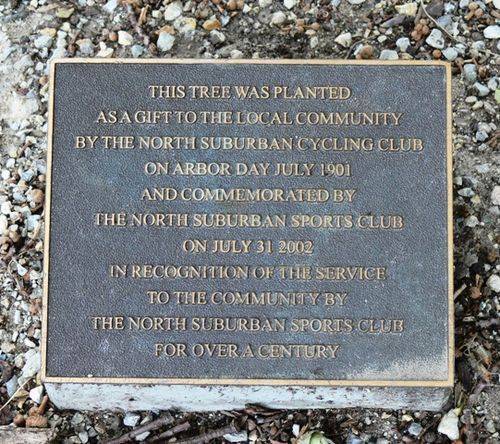 THIS TREE WAS PLANTED
AS A GIFT TO THE LOCAL COMMUNITY
BY THE NORTH SUBURBAN CYCLING CLUB
ON ARBOR DAY JULY 1901
AND COMMEMORATED BY
THE NORTH SUBURBAN SPORTS CLUB
ON JULY 31 2002
IN RECOGNITION OF THE SERVICE
TO THE COMMUNITY BY
THE NORTH SUBURBAN SPORTS CLUB
FOR OVER A CENTURY